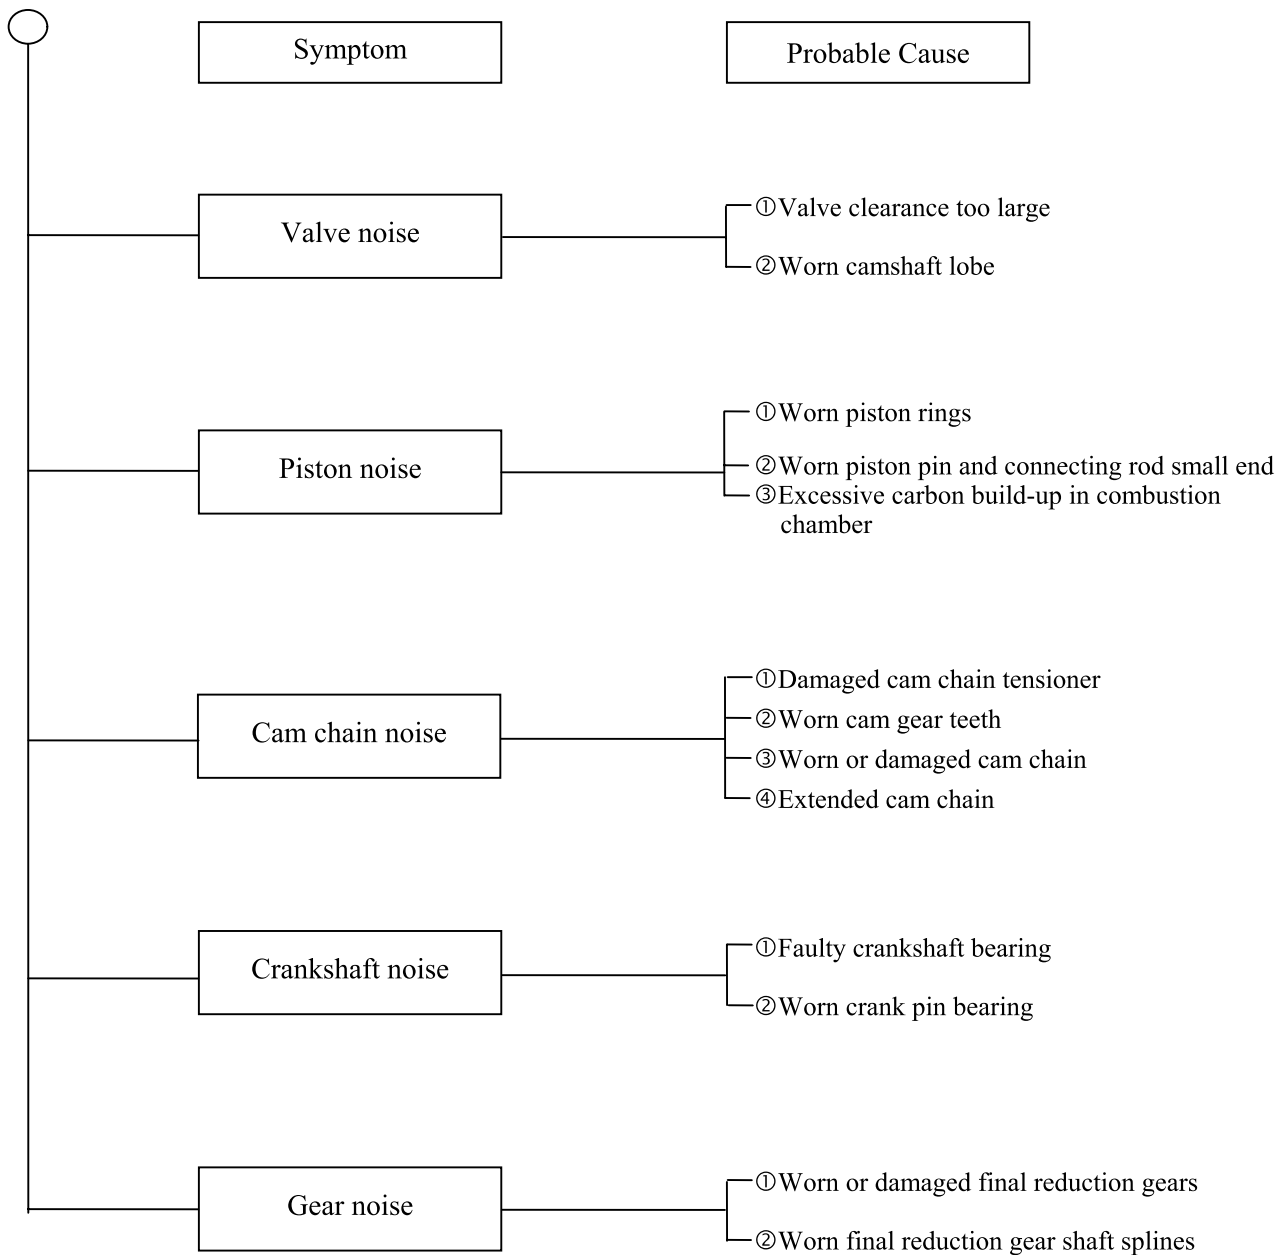 Symptom
Probable Cause
Valve noise
①Valve clearance too large
②Worn camshaft lobe
Piston noise
①Worn piston rings
②Worn piston pin and connecting rod small end
③Excessive carbon build-up in combustion
chamber
Cam chain noise
①Damaged cam chain tensioner
②Worn cam gear teeth
③Worn or damaged cam chain
④Extended cam chain
Crankshaft noise
①Faulty crankshaft bearing
②Worn crank pin bearing
Gear noise
①Worn or damaged final reduction gears
②Worn final reduction gear shaft splines